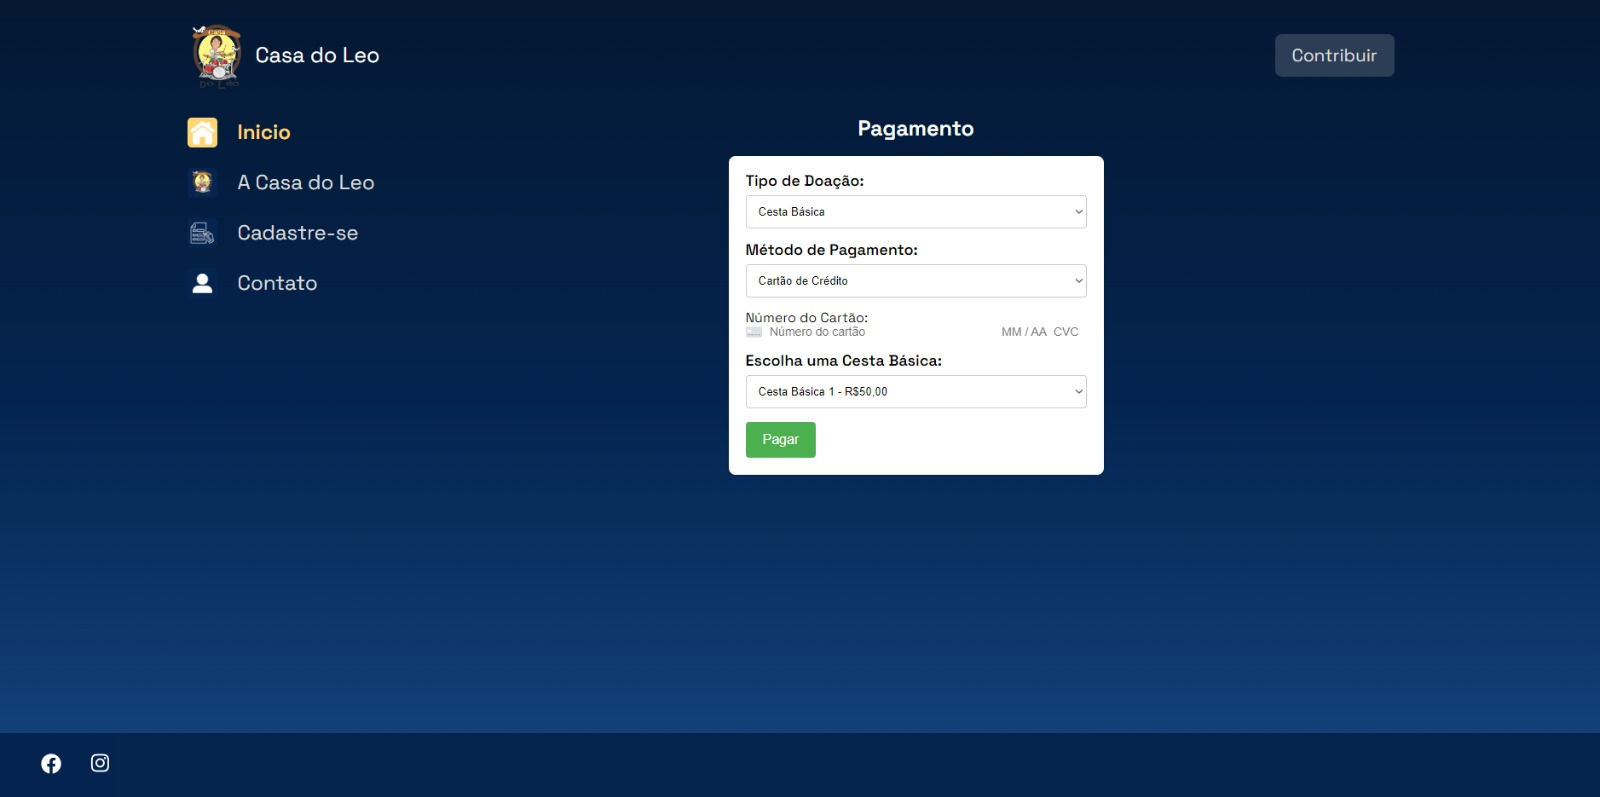 Casa do Leo
Contribuir
Inicio
A Casa do Leo
Cadastre-se
Contato
Pagamento
Tipo de Doação:
Cesta Básica
Método de Pagamento:
Cartão de Crédito
Número do Cartão:
Número do cartão MM / AA CVC
Escolha uma Cesta Básica:
Cesta Básica 1 - R$50,00
Pagar